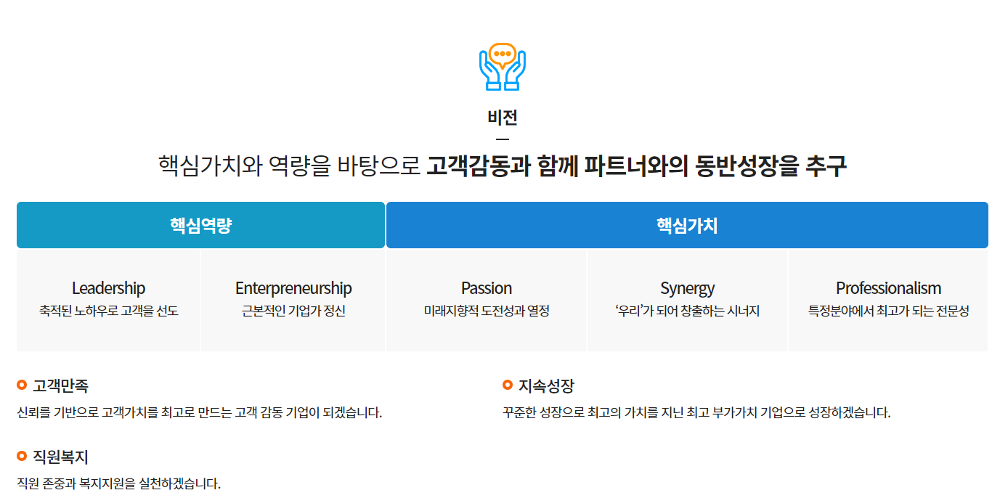 비전
핵심가치와 역량을 바탕으로 고객감동과 함께 파트너와의 동반성장을 추구
핵심역량
핵심가치
Leadership
축적된 노하우로 고객을 선도
Enterpreneurship
근본적인 기업가 정신
Passion
미래지향적 도전성과 열정
Synergy
‘우리’가 되어 창출하는 시너지
Professionalism
특정분야에서 최고가 되는 전문성
고객만족
신뢰를 기반으로 고객가치를 최고로 만드는 고객 감동 기업이 되겠습니다.
지속성장
꾸준한 성장으로 최고의 가치를 지닌 최고 부가가치 기업으로 성장하겠습니다.
직원복지
직원 존중과 복지지원을 실천하겠습니다.